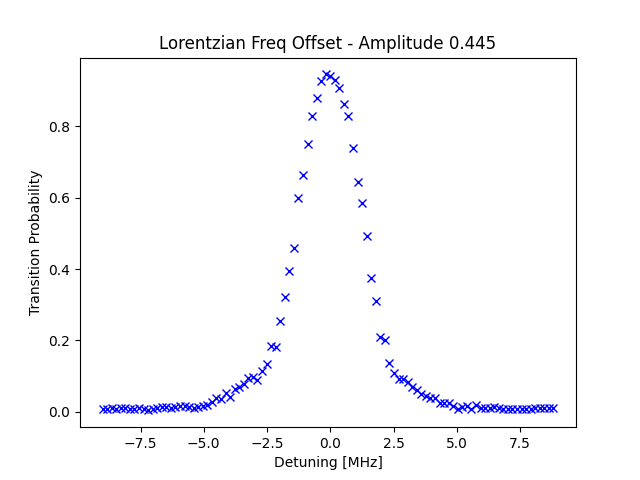 Lorentzian Freq Offset - Amplitude 0.445
Transition Probability
0.8
0.6
0.4
0.2
0.0
−7.5 −5.0 −2.5 0.0 2.5 5.0 7.5
Detuning [MHz]